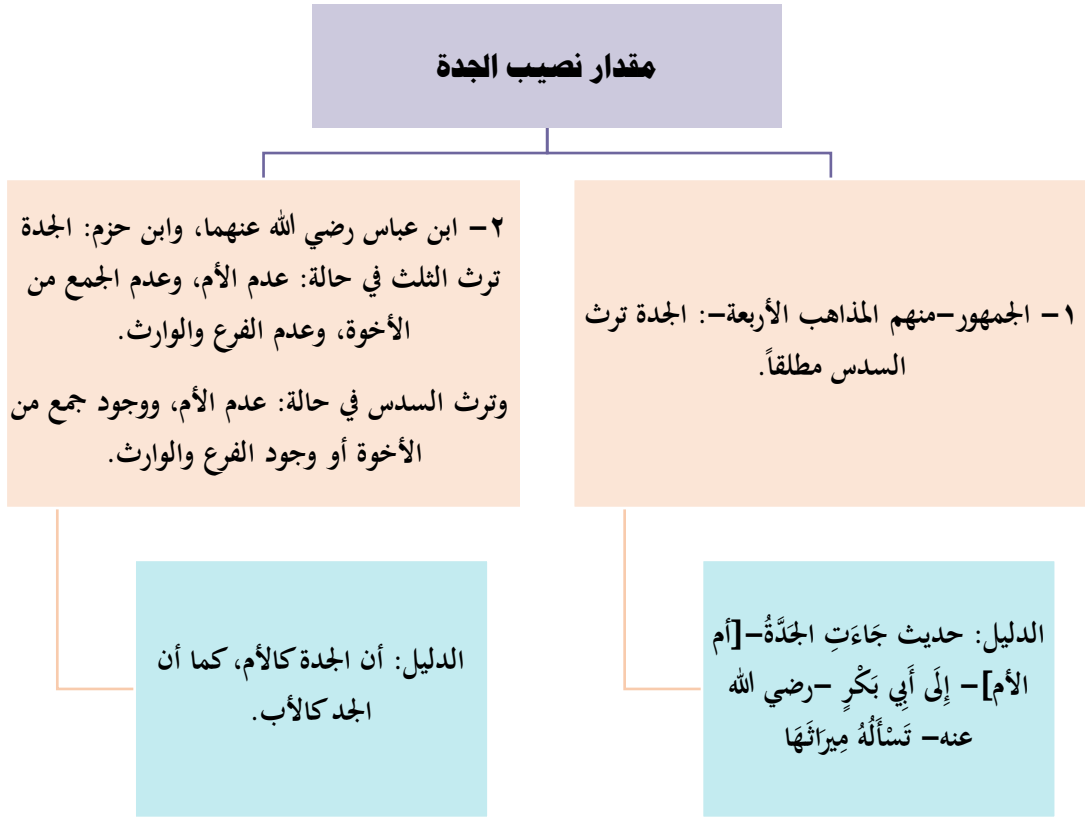 مقدار نصيب الجدة
١– الجمهور–منهم المذاهب الأربعة–: الجدة ترث
السدس مطلقاً.
الدليل: حديث جَاءَتِ الجَدَّةُ–[أم
الأم]– إِلَى أَبِي بَكْرٍ –رضي الله
عنه– تَسْأَلُهُ مِيرَاثَهَا
٢– ابن عباس رضي الله عنهما، وابن حزم: الجدة
ترث الثلث في حالة: عدم الأم، وعدم الجمع من
الأخوة، وعدم الفرع والوارث.
وترث السدس في حالة: عدم الأم، ووجود جمع من
الأخوة أو وجود الفرع والوارث.
الدليل: أن الجدة كالأم، كما أن
الجد كالأب.